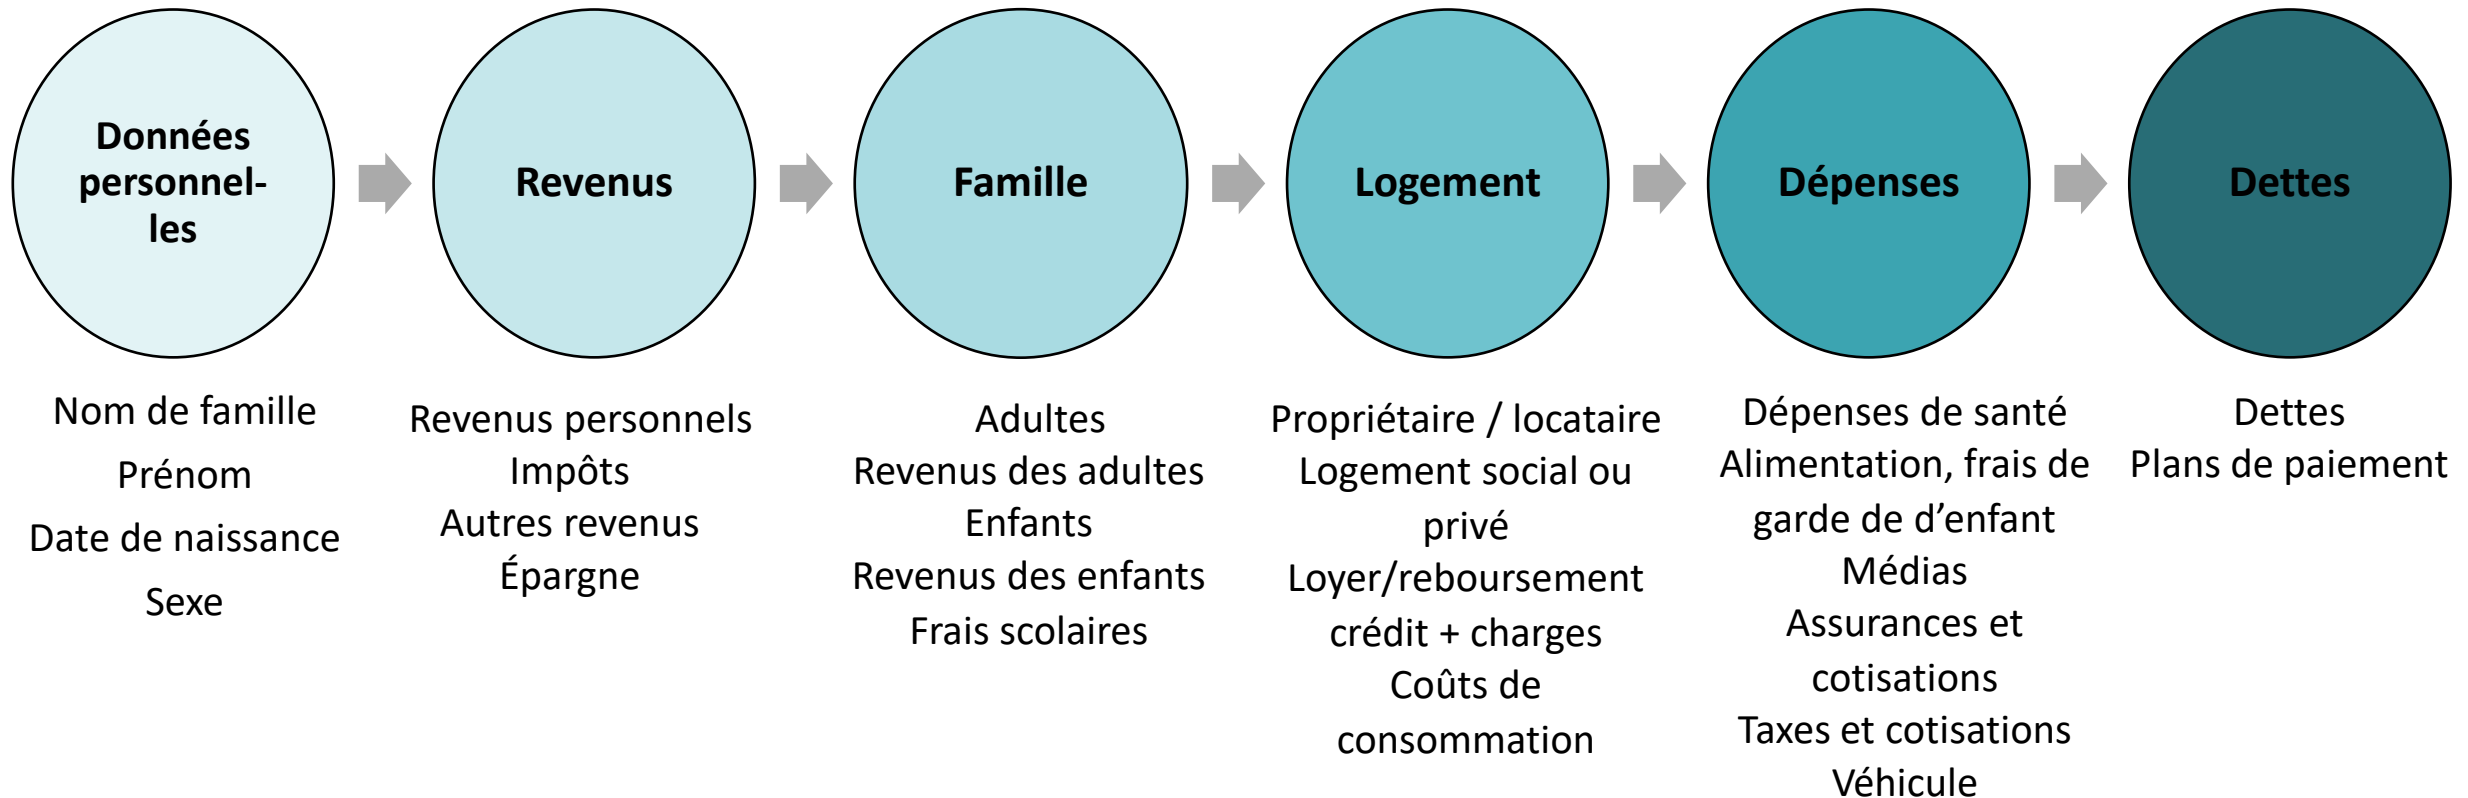 Données
personnel-
les
Nom de famille
Prénom
Date de naissance
Sexe
Revenus
Revenus personnels
Impôts
Autres revenus
Épargne
Famille
Adultes
Revenus des adultes
Enfants
Revenus des enfants
Frais scolaires
Logement
Propriétaire / locataire
Logement social ou
privé
Loyer/reboursement
crédit + charges
Coûts de
consommation
Dépenses
Dépenses de santé
Alimentation, frais de
garde de d’enfant
Médias
Assurances et
cotisations
Taxes et cotisations
Véhicule
Dettes
Dettes
Plans de paiement